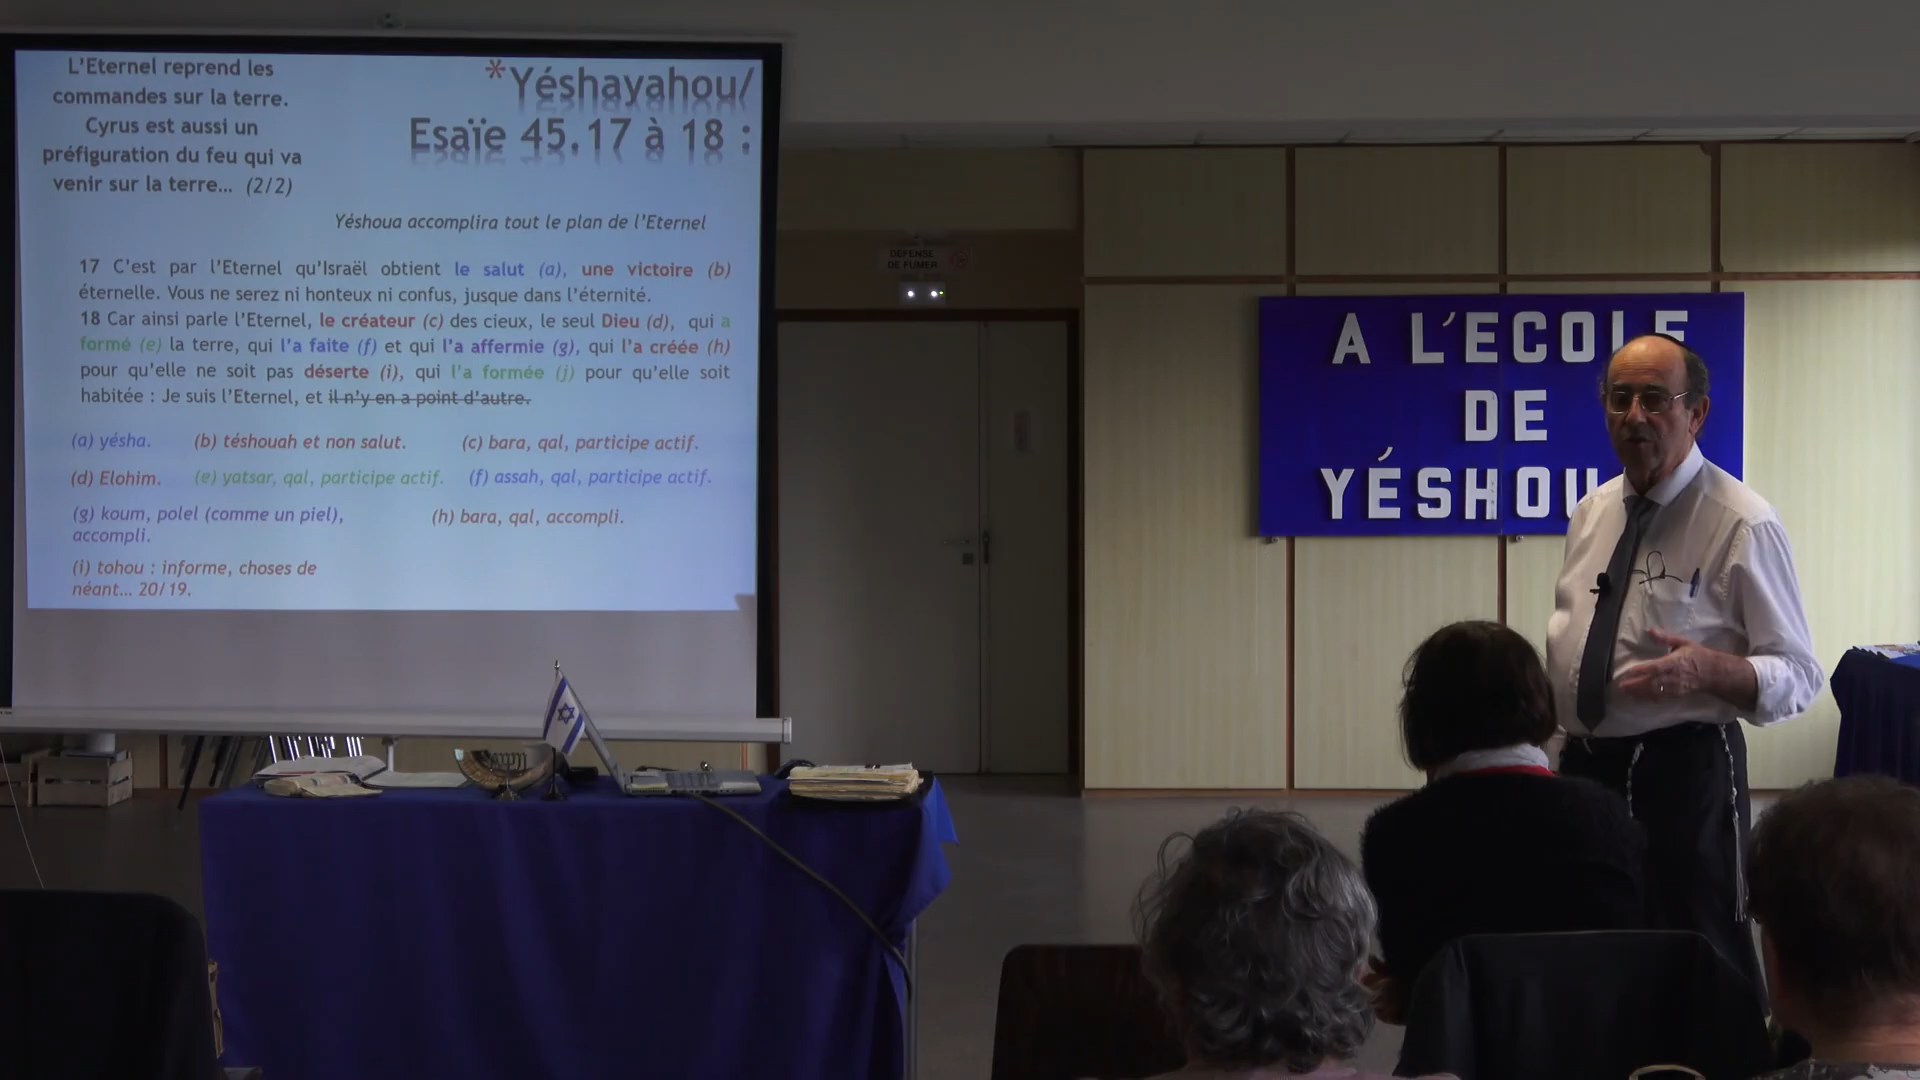 L'Eternel reprend les
commandes sur la terre.
Cyrus est aussi un
préfiguration du feu qui va
venir sur la terre... (2/2)
*Yéshayahou/
Esaïe 45.17 à 18 :
Yéshoua accomplira tout le plan de l'Eternel
17 C'est par l'Eternel qu'Israël obtient le salut (a), une victoire (b)
éternelle. Vous ne serez ni honteux ni confus, jusque dans l'éternité.
18 Car ainsi parle l'Eternel, le créateur (c) des cieux, le seul Dieu (d), qui a
formé (e) la terre, qui l'a faite (f) et qui l'a affermie (g), qui l'a créée (h)
pour qu'elle ne soit pas déserte (i), qui l'a formée (j) pour qu'elle soit
habitée : Je suis l'Eternel, et il n'y en a point d'autre.
(a) yésha. (b) téshouah et non salut. (c) bara, qal, participe actif.
(d) Elohim. (e) yatsar, qal, participe actif. (f) assah, qal, participe actif.
(g) koum, polel (comme un piel), (h) bara, qal, accompli.
accompli.
(i) tohou : informe, choses de
néant... 20/19.
DEFENSE
DE FUMER
A L'ECOLE
DE
YÉSHOU